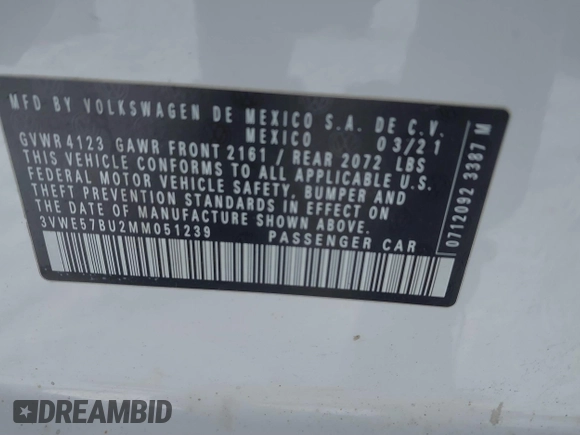 MFD BY VOLKSWAGEN DE MEXICO S.A. DE C.V.
MEXICO 03/21
GVWR 4123 GAWR FRONT 2161 / REAR 2072 LBS
THIS VEHICLE CONFORMS TO ALL APPLICABLE U.S.
FEDERAL MOTOR VEHICLE SAFETY, BUMPER AND
THEFT PREVENTION STANDARDS IN EFFECT ON
THE DATE OF MANUFACTURE SHOWN ABOVE.
3VWE57BU2MM051239 PASSENGER CAR
0712092 3387 M
DREAMBID